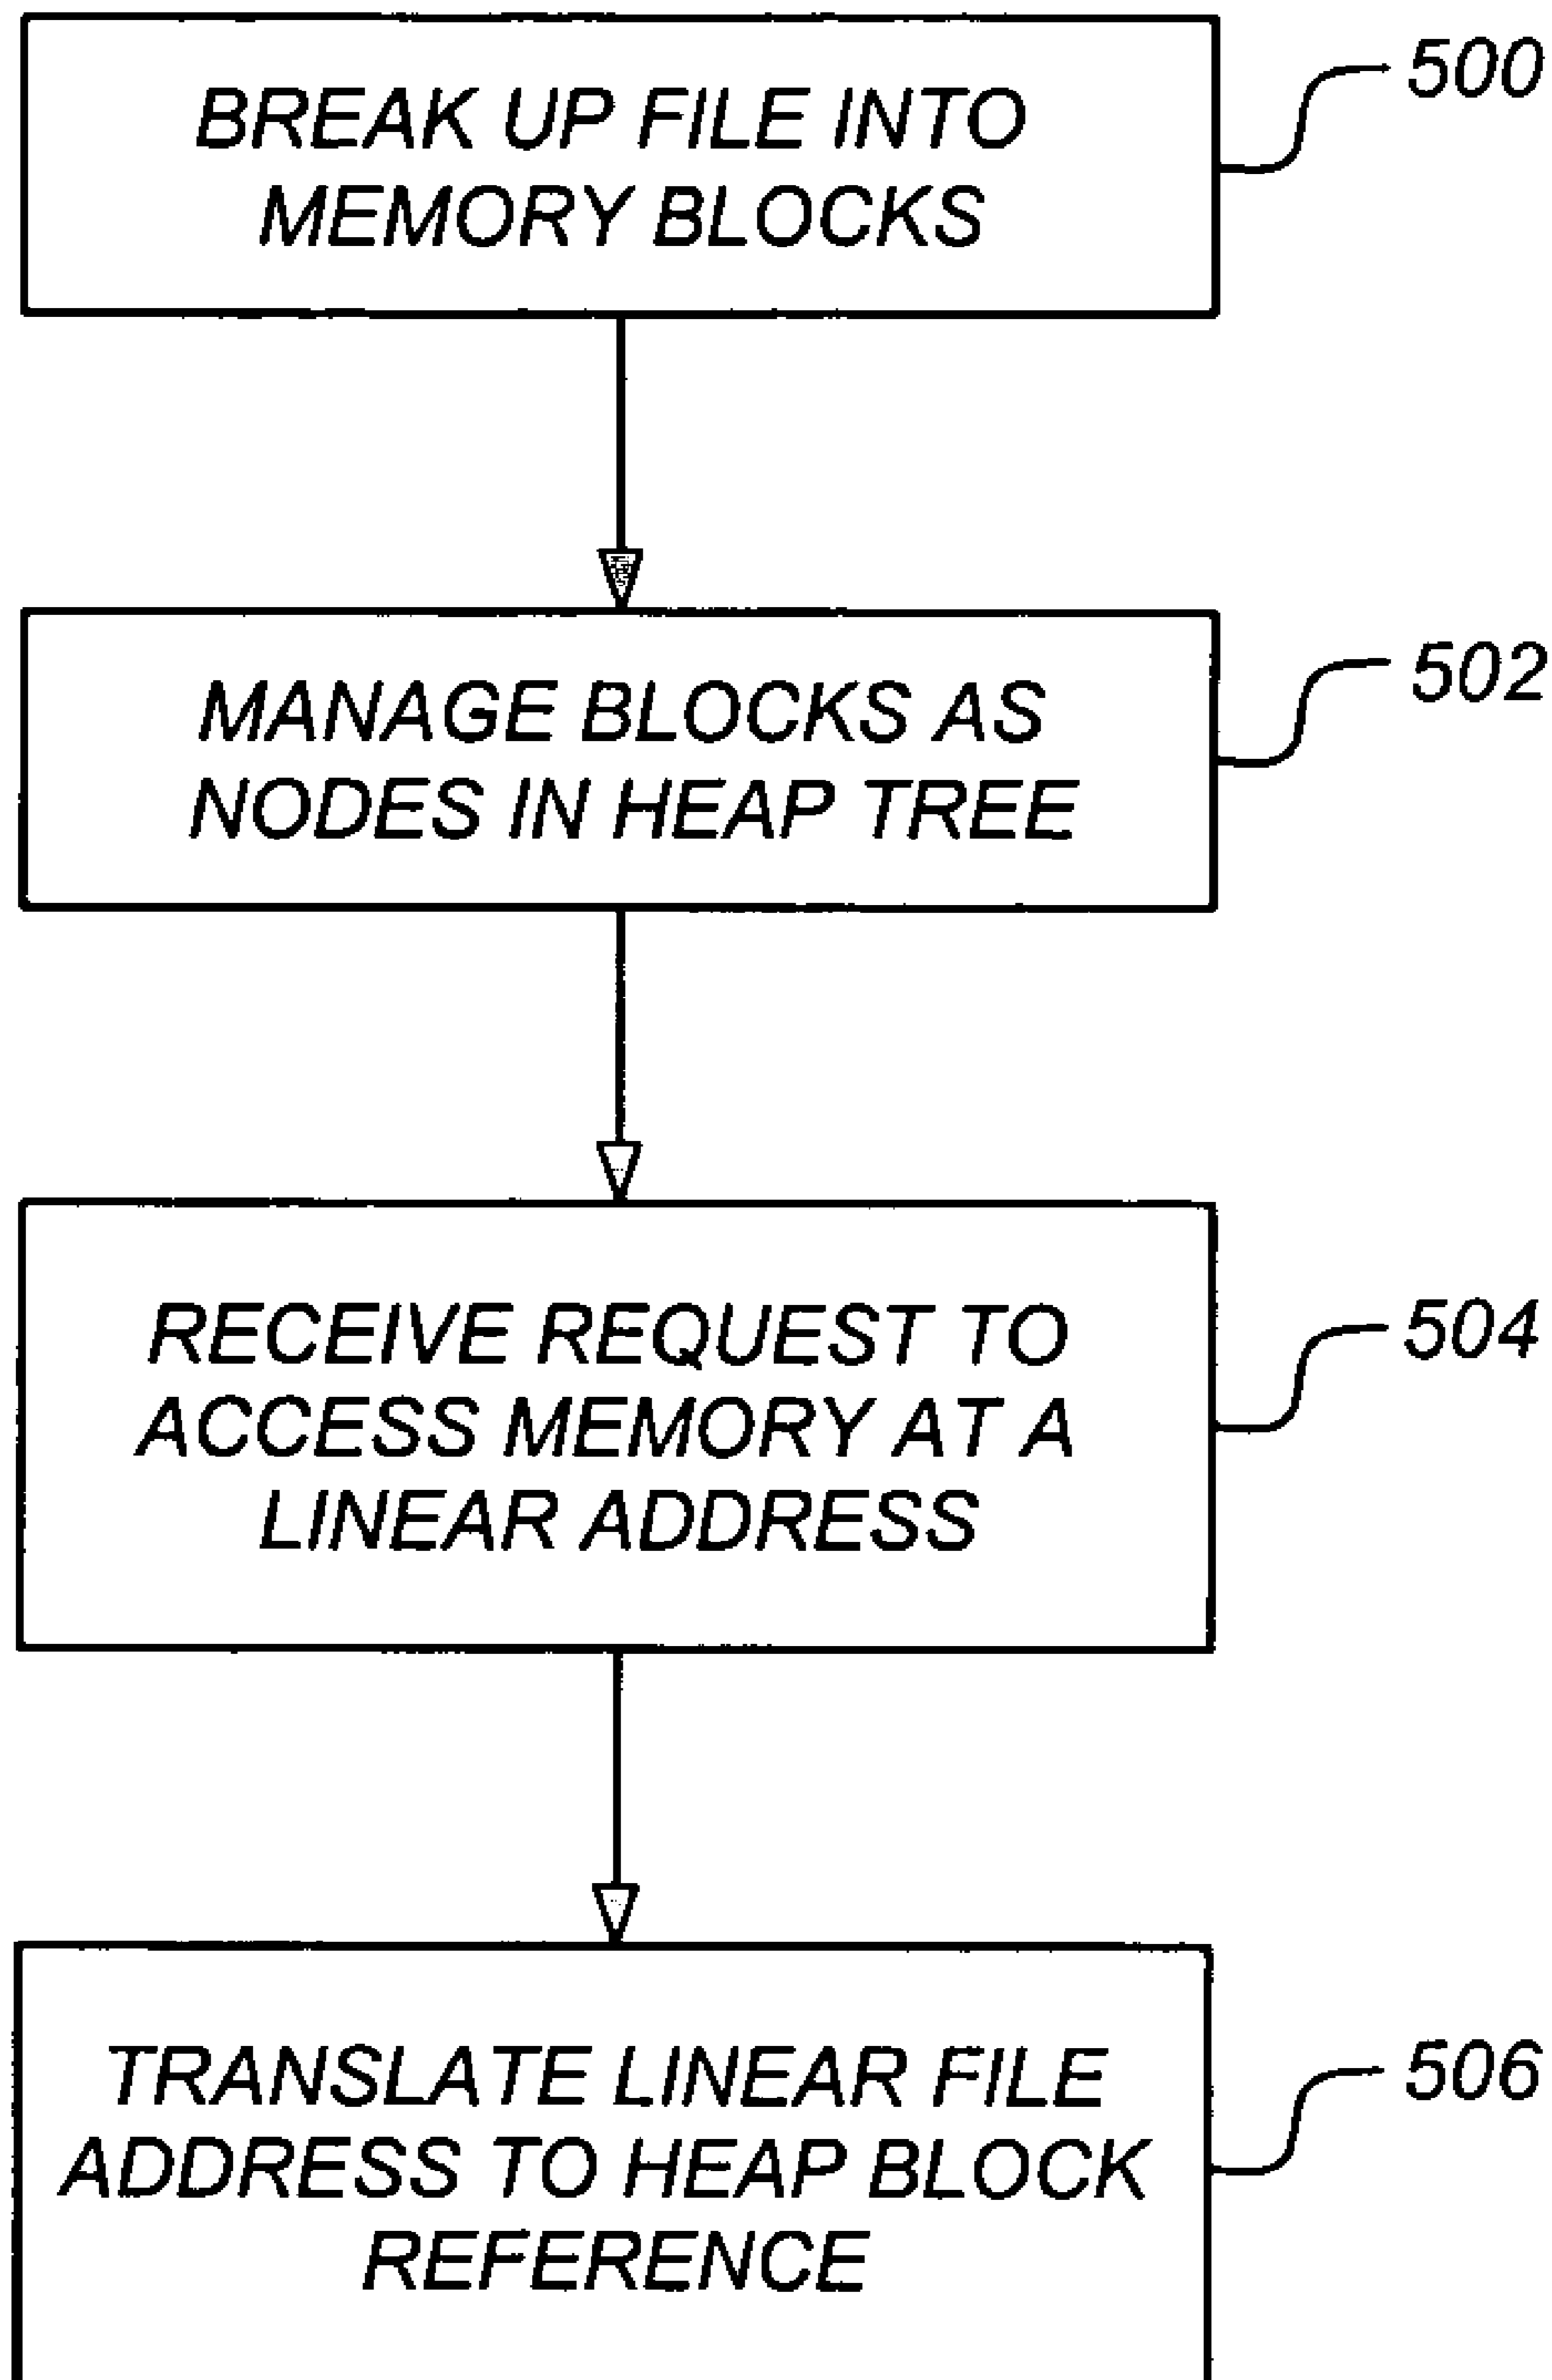 BREAK UP FILE INTO
MEMORY BLOCKS
500
MANAGE BLOCKS AS
NODES IN HEAP TREE
502
RECEIVE REQUEST TO
ACCESS MEMORY AT A
LINEAR ADDRESS
504
TRANSLATE LINEAR FILE
ADDRESS TO HEAP BLOCK
REFERENCE
506